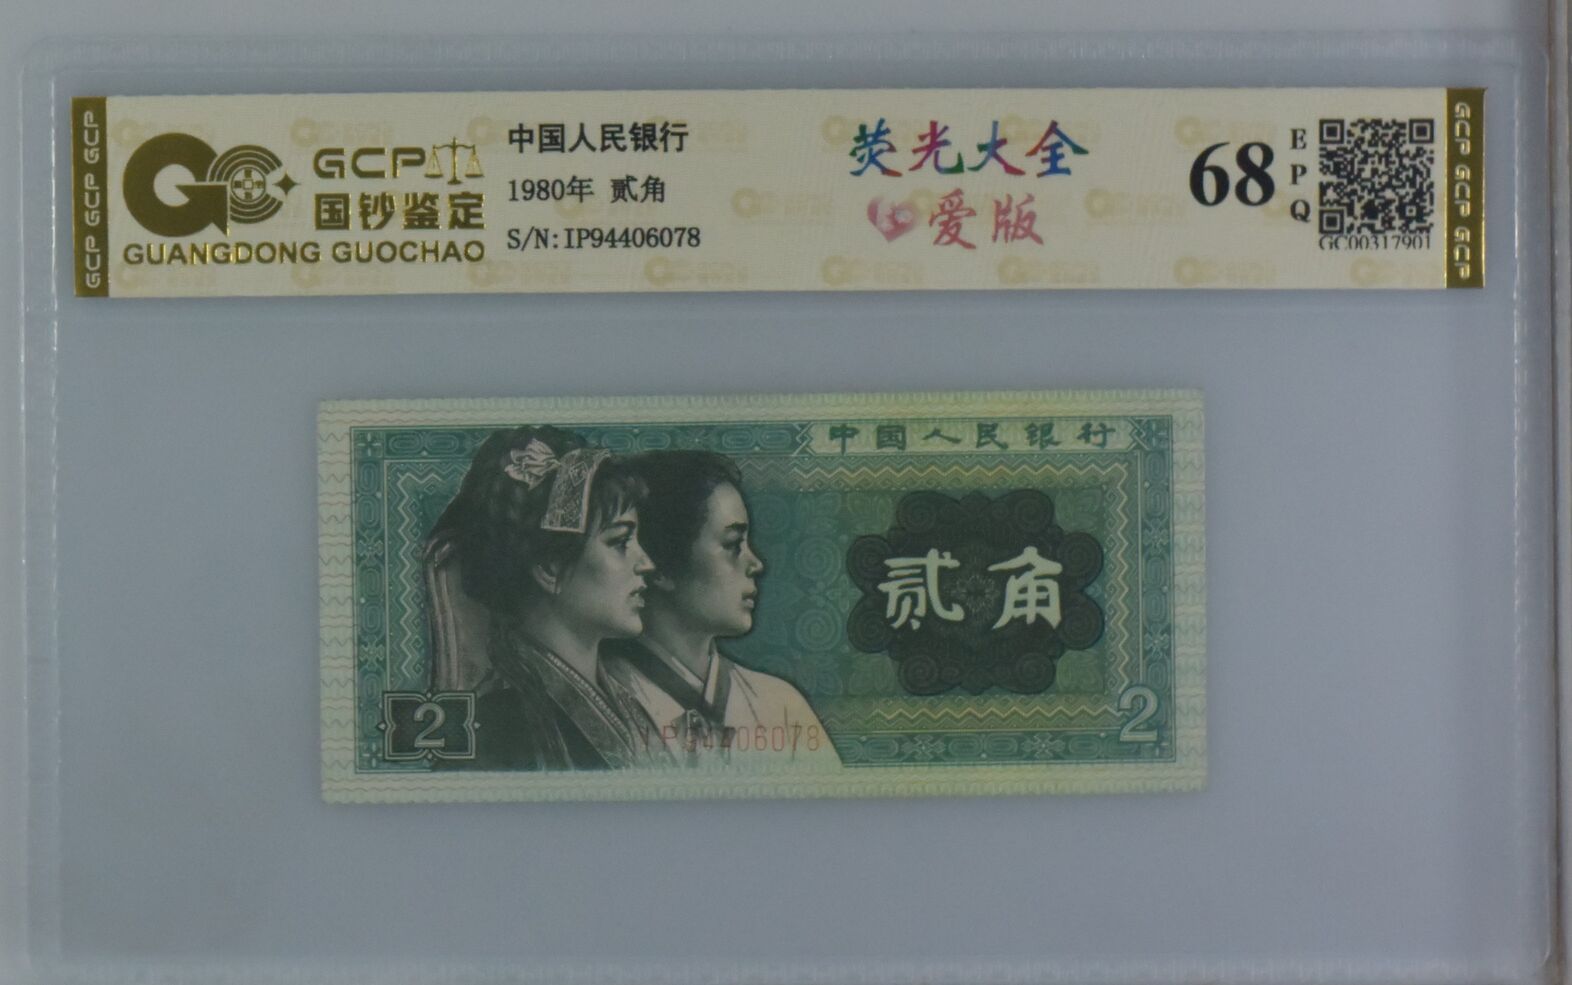 GCP GCP GCP
GCP
国钞鉴定
GUANGDONG GUOCHAO
中国人民银行
1980年 贰角
S/N:IP94406078
荧光大全
爱版
68
EPQ
GC00317901
GCP GCP GCP
中国人民银行
贰角
2
2
IP94406078